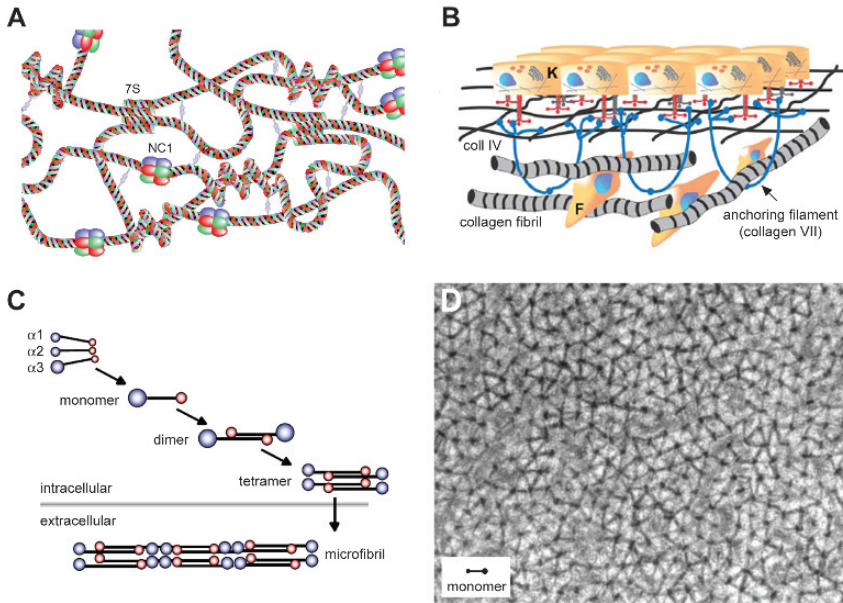 A
7S
NC1
B
K
coll IV
collagen fibril
F
anchoring filament
(collagen VII)
C
α1
α2
α3
monomer
dimer
tetramer
intracellular
extracellular
microfibril
D
monomer